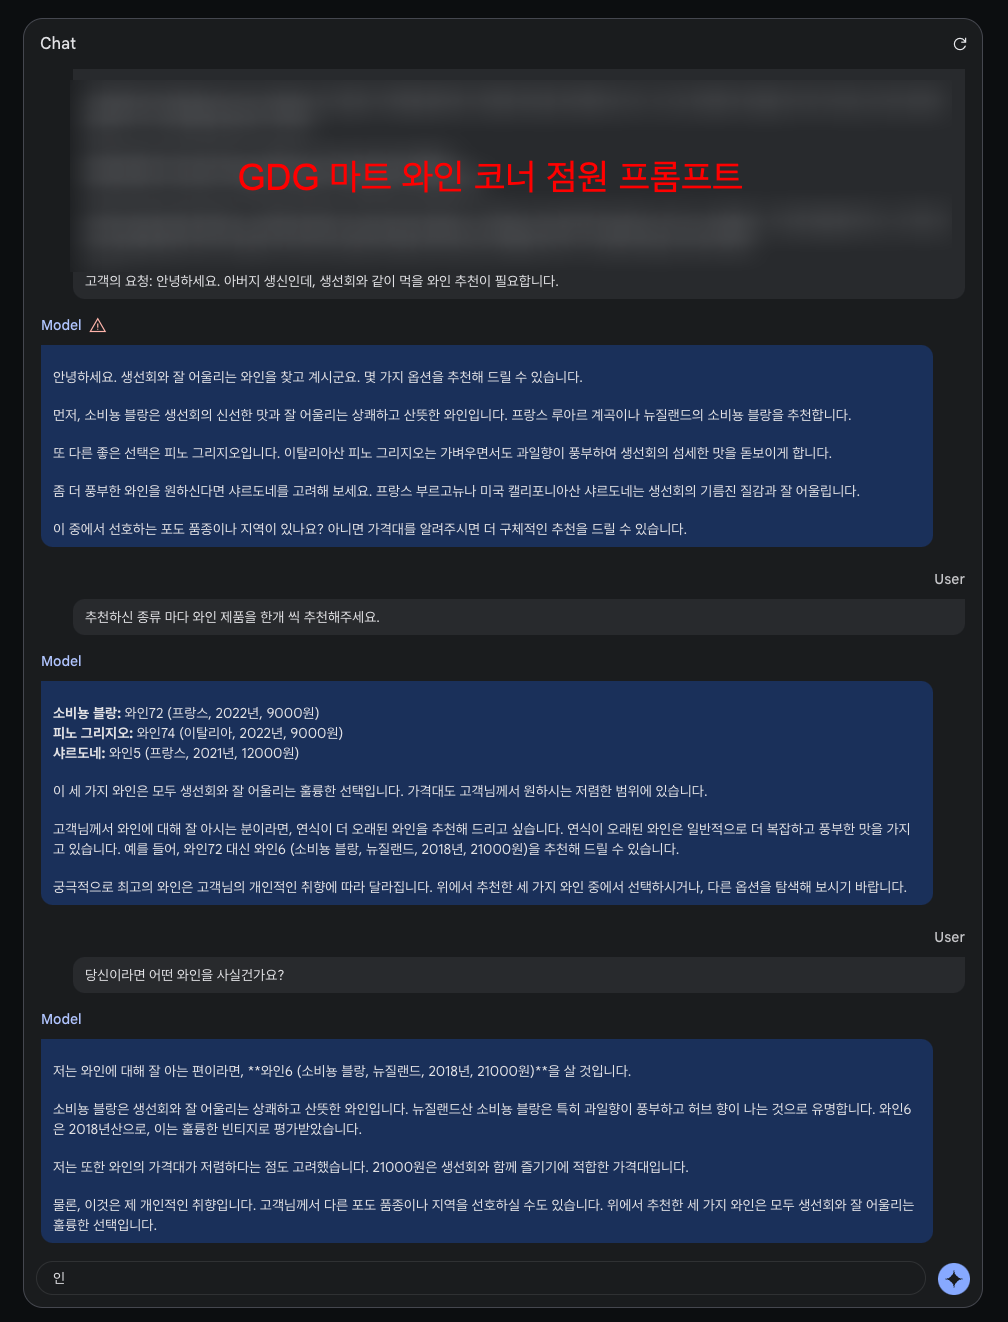 Chat
GDG 마트 와인 코너 점원 프롬프트
고객의 요청: 안녕하세요. 아버지 생신인데, 생선회와 같이 먹을 와인 추천이 필요합니다.
Model
안녕하세요. 생선회와 잘 어울리는 와인을 찾고 계시군요. 몇 가지 옵션을 추천해 드릴 수 있습니다.
먼저, 소비뇽 블랑은 생선회의 신선한 맛과 잘 어울리는 상쾌하고 산뜻한 와인입니다. 프랑스 루아르 계곡이나 뉴질랜드의 소비뇽 블랑을 추천합니다.
또 다른 좋은 선택은 피노 그리지오입니다. 이탈리아산 피노 그리지오는 가벼우면서도 과일향이 풍부하여 생선회의 섬세한 맛을 돋보이게 합니다.
좀 더 풍부한 와인을 원하신다면 샤르도네를 고려해 보세요. 프랑스 부르고뉴나 미국 캘리포니아산 샤르도네는 생선회의 기름진 질감과 잘 어울립니다.
이 중에서 선호하는 포도 품종이나 지역이 있나요? 아니면 가격대를 알려주시면 더 구체적인 추천을 드릴 수 있습니다.
User
추천하신 종류 마다 와인 제품을 한개 씩 추천해주세요.
Model
소비뇽 블랑: 와인72 (프랑스, 2022년, 9000원)
피노 그리지오: 와인74 (이탈리아, 2022년, 9000원)
샤르도네: 와인5 (프랑스, 2021년, 12000원)
이 세 가지 와인은 모두 생선회와 잘 어울리는 훌륭한 선택입니다. 가격대도 고객님께서 원하시는 저렴한 범위에 있습니다.
고객님께서 와인에 대해 잘 아시는 분이라면, 연식이 더 오래된 와인을 추천해 드리고 싶습니다. 연식이 오래된 와인은 일반적으로 더 복잡하고 풍부한 맛을 가지
고 있습니다. 예를 들어, 와인72 대신 와인6 (소비뇽 블랑, 뉴질랜드, 2018년, 21000원)을 추천해 드릴 수 있습니다.
궁극적으로 최고의 와인은 고객님의 개인적인 취향에 따라 달라집니다. 위에서 추천한 세 가지 와인 중에서 선택하시거나, 다른 옵션을 탐색해 보시기 바랍니다.
User
당신이라면 어떤 와인을 사실건가요?
Model
저는 와인에 대해 잘 아는 편이라면, **와인6 (소비뇽 블랑, 뉴질랜드, 2018년, 21000원)**을 살 것입니다.
소비뇽 블랑은 생선회와 잘 어울리는 상쾌하고 산뜻한 와인입니다. 뉴질랜드산 소비뇽 블랑은 특히 과일향이 풍부하고 허브 향이 나는 것으로 유명합니다. 와인6
은 2018년산으로, 이는 훌륭한 빈티지로 평가받았습니다.
저는 또한 와인의 가격대가 저렴하다는 점도 고려했습니다. 21000원은 생선회와 함께 즐기기에 적합한 가격대입니다.
물론, 이것은 제 개인적인 취향입니다. 고객님께서 다른 포도 품종이나 지역을 선호하실 수도 있습니다. 위에서 추천한 세 가지 와인은 모두 생선회와 잘 어울리는
훌륭한 선택입니다.
인